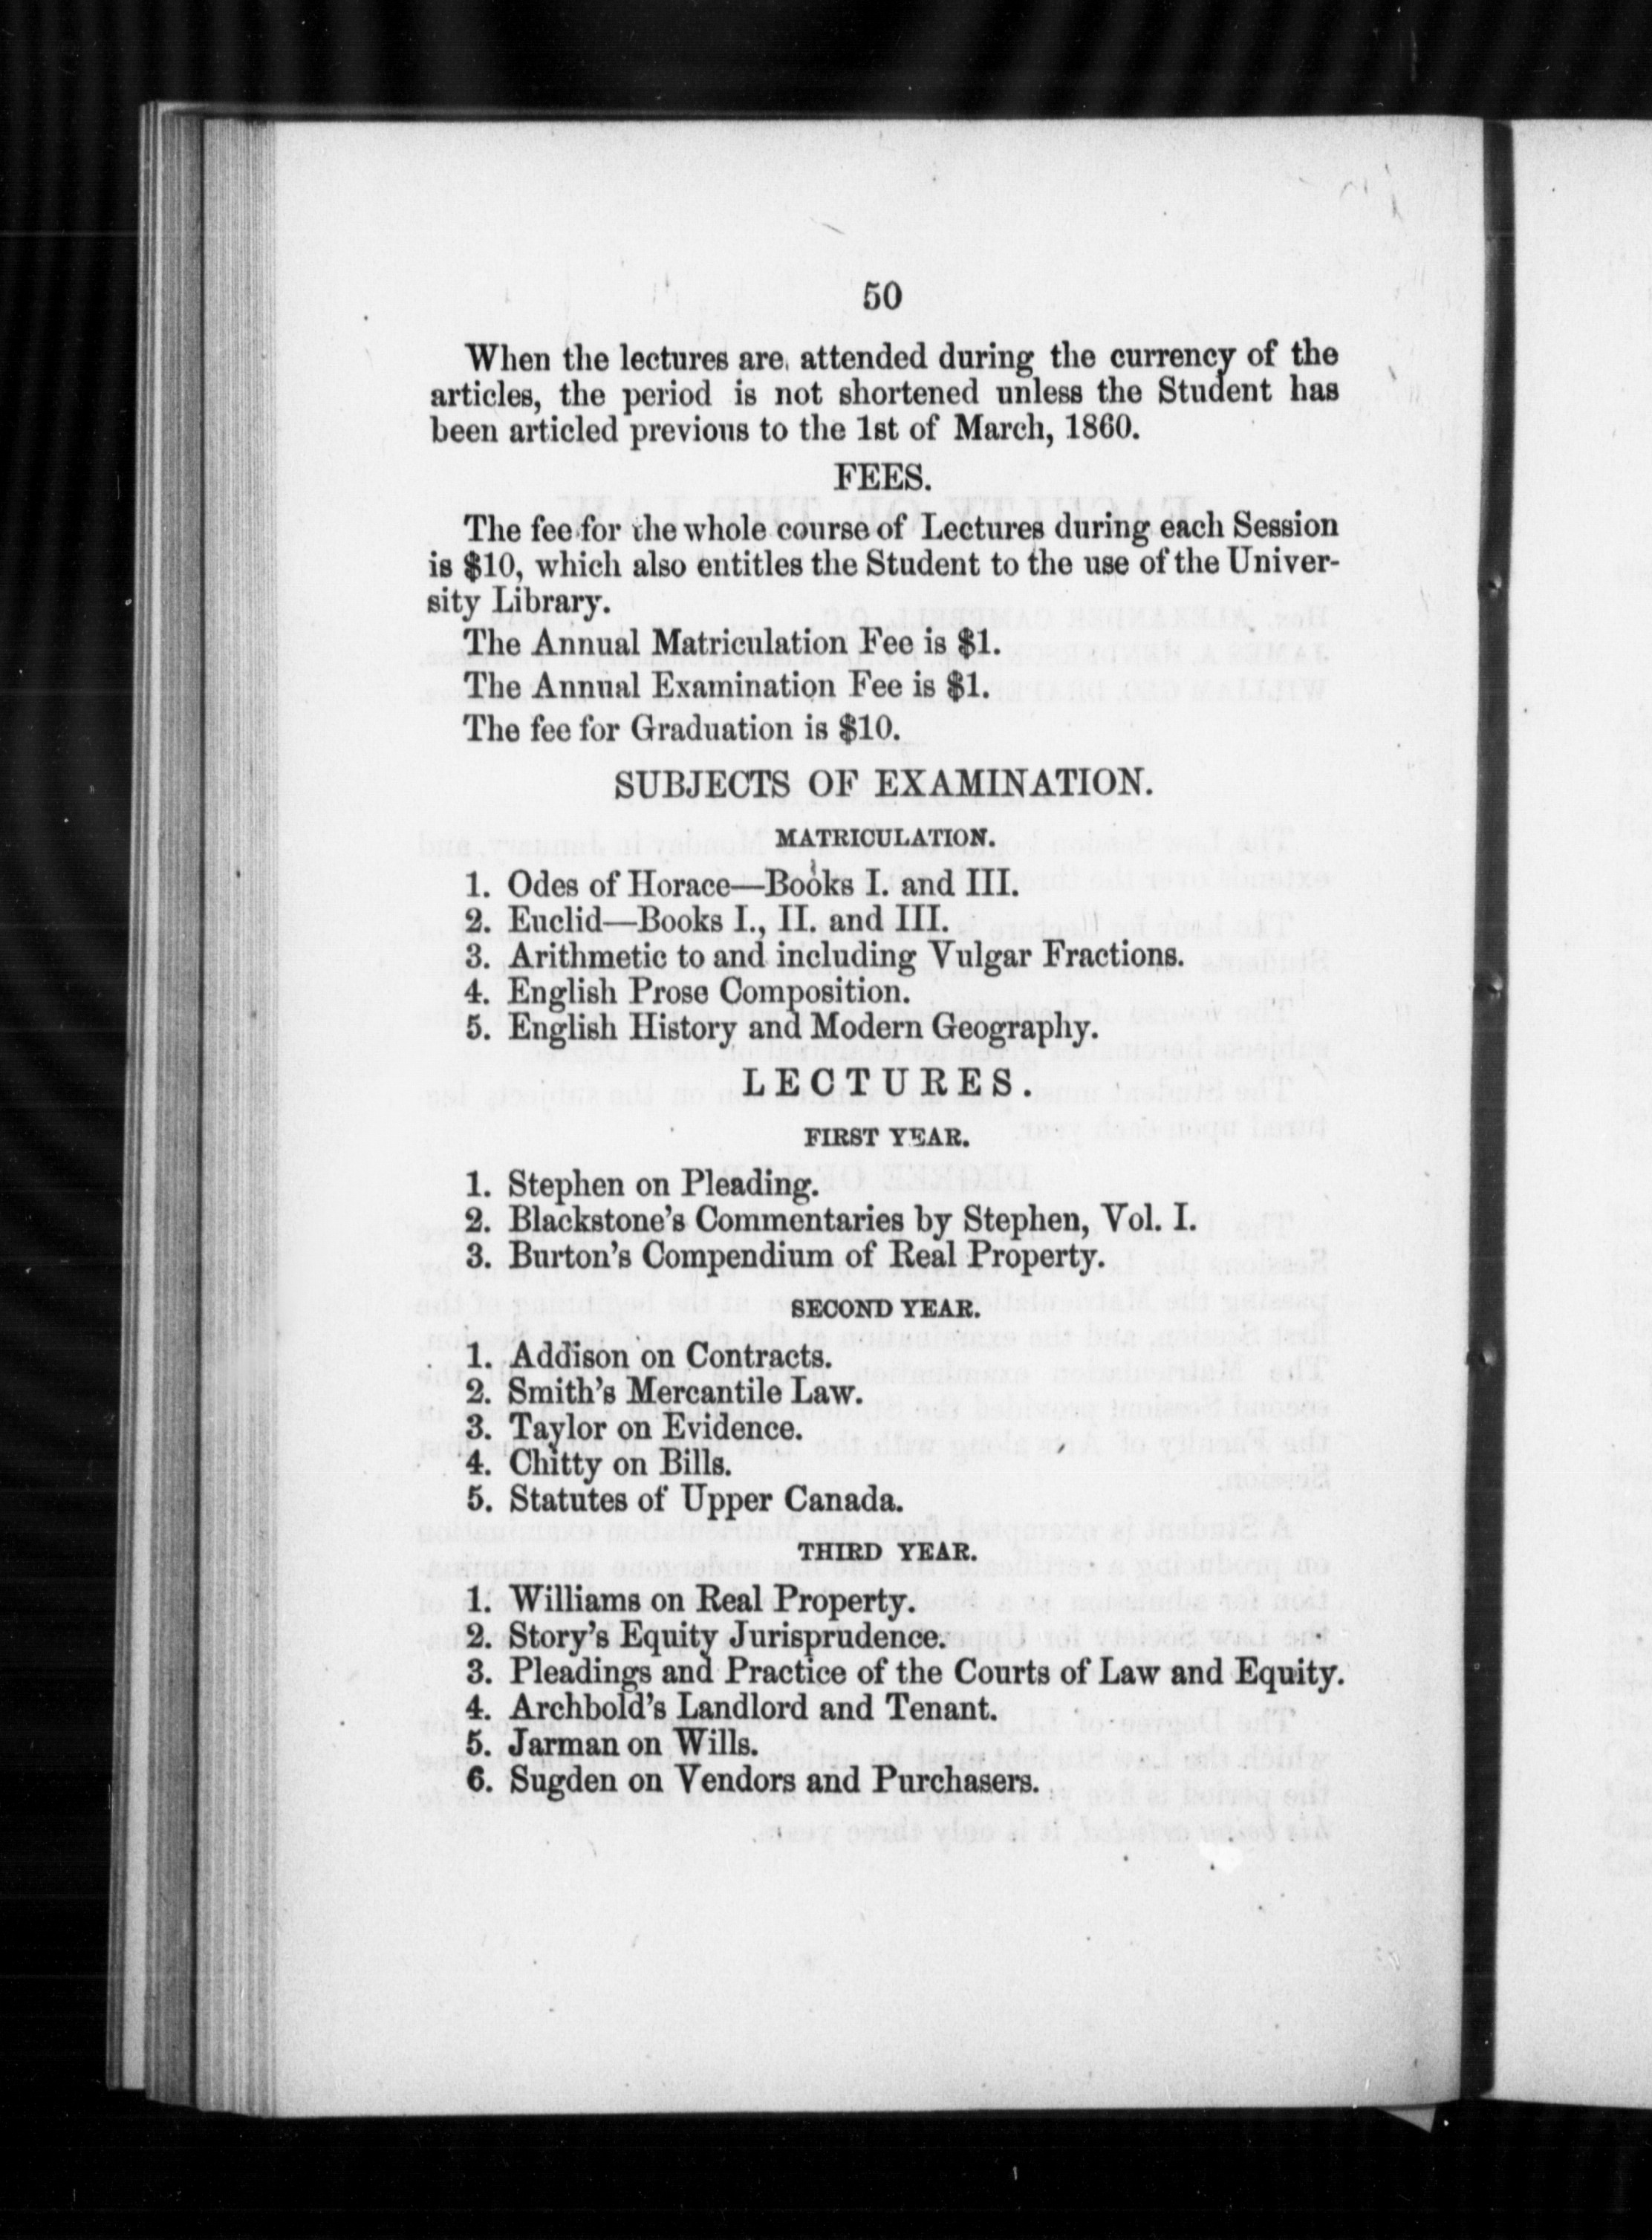 50
When the lectures are attended during the currency of the
articles, the period is not shortened unless the Student has
been articled previous to the 1st of March, 1860.
FEES.
The fee for the whole course of Lectures during each Session
is $10, which also entitles the Student to the use of the Univer-
sity Library.
The Annual Matriculation Fee is $1.
The Annual Examination Fee is $1.
The fee for Graduation is $10.
SUBJECTS OF EXAMINATION.
MATRICULATION.
1. Odes of Horace—Books I. and III.
2. Euclid—Books I., II. and III.
3. Arithmetic to and including Vulgar Fractions.
4. English Prose Composition.
5. English History and Modern Geography.
LECTURES.
FIRST YEAR.
1. Stephen on Pleading.
2. Blackstone's Commentaries by Stephen, Vol. I.
3. Burton's Compendium of Real Property.
SECOND YEAR.
1. Addison on Contracts.
2. Smith's Mercantile Law.
3. Taylor on Evidence.
4. Chitty on Bills.
5. Statutes of Upper Canada.
THIRD YEAR.
1. Williams on Real Property.
2. Story's Equity Jurisprudence.
3. Pleadings and Practice of the Courts of Law and Equity.
4. Archbold's Landlord and Tenant.
5. Jarman on Wills.
6. Sugden on Vendors and Purchasers.